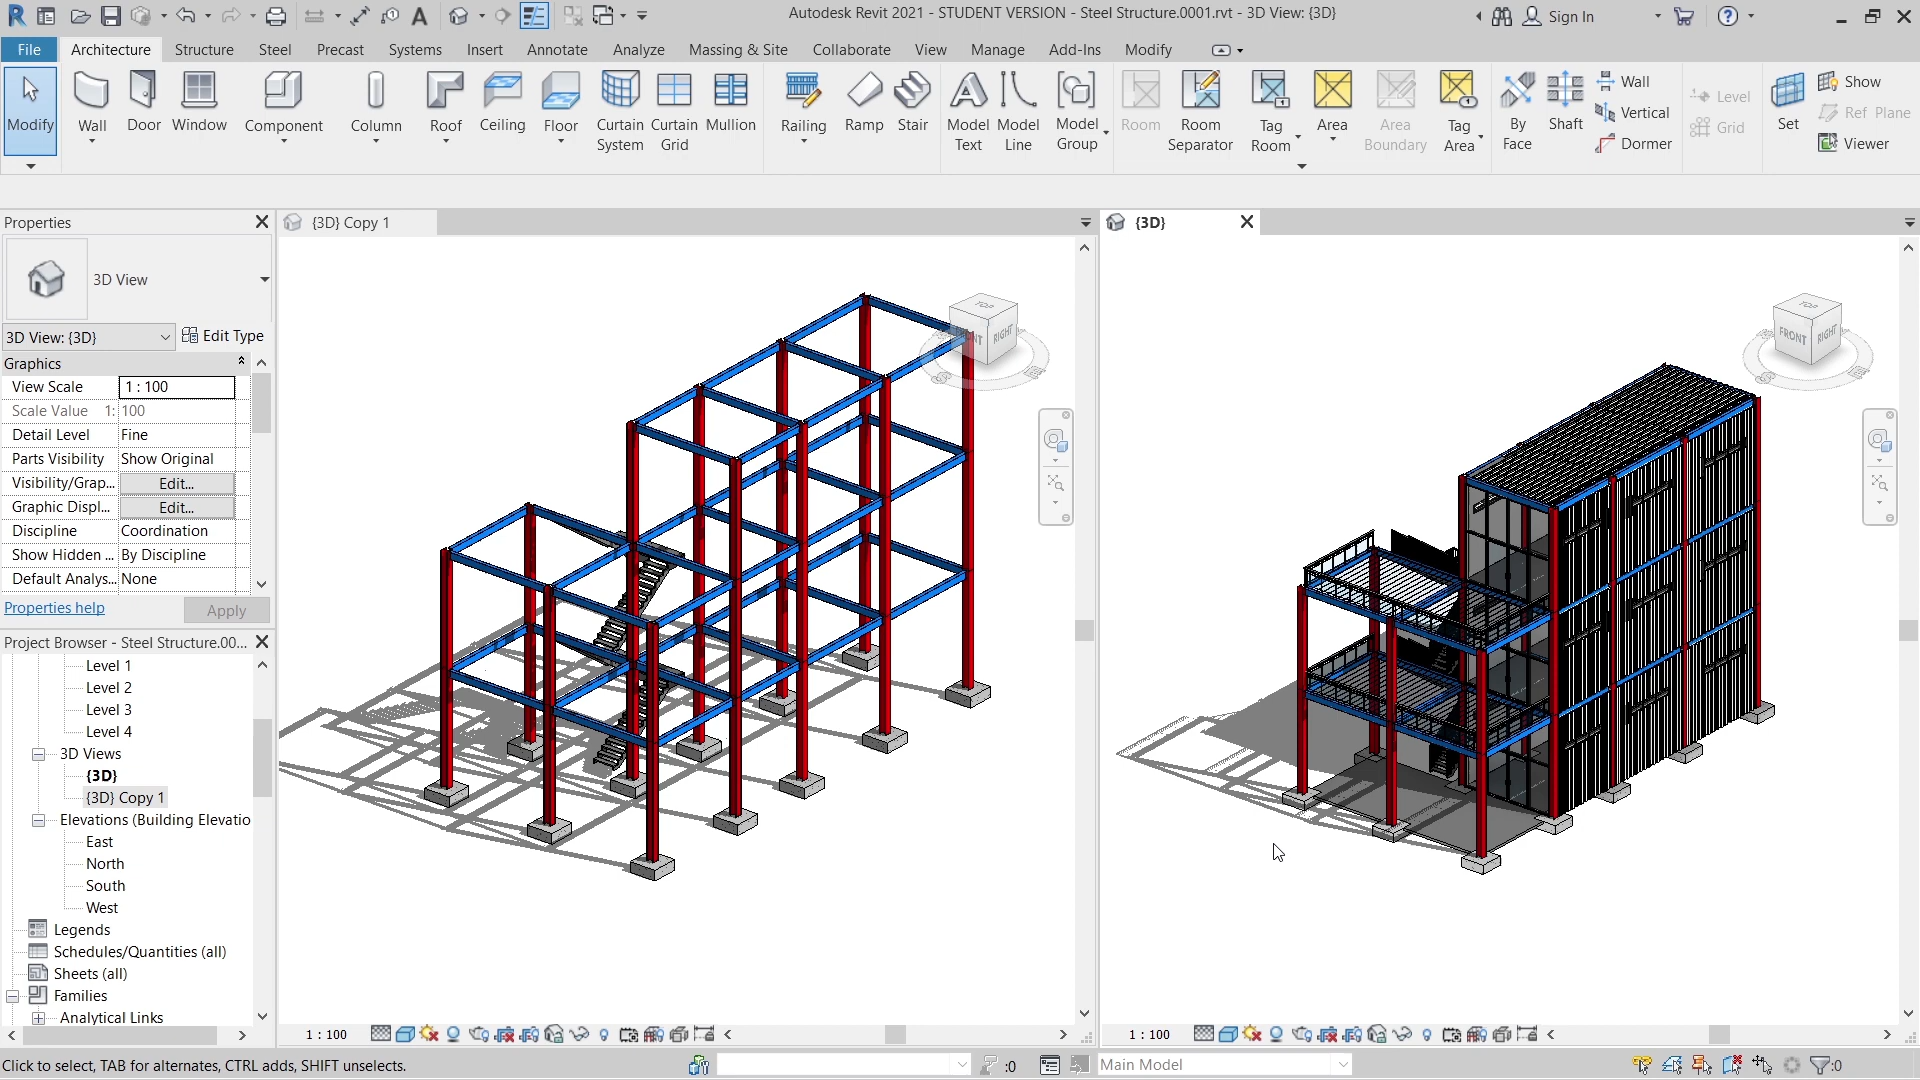 Autodesk Revit 2021 - STUDENT VERSION - Steel Structure.0001.rvt - 3D View: {3D}
Sign In
File
Architecture
Structure
Steel
Precast
Systems
Insert
Annotate
Analyze
Massing & Site
Collaborate
View
Manage
Add-Ins
Modify
Modify
Wall
Door
Window
Component
Column
Roof
Ceiling
Floor
Curtain System
Curtain Grid
Mullion
Railing
Ramp
Stair
Model Text
Model Line
Model Group
Room
Room Separator
Tag Room
Area
Area Boundary
Tag Area
By Face
Shaft
Wall
Vertical
Dormer
Level
Grid
Set
Show
Ref Plane
Viewer
Properties
3D View
3D View: {3D}
Edit Type
Graphics
View Scale
1 : 100
Scale Value 1:
100
Detail Level
Fine
Parts Visibility
Show Original
Visibility/Grap...
Edit...
Graphic Displ...
Edit...
Discipline
Coordination
Show Hidden ...
By Discipline
Default Analys...
None
Properties help
Apply
Project Browser - Steel Structure.00...
Level 1
Level 2
Level 3
Level 4
3D Views
{3D}
{3D} Copy 1
Elevations (Building Elevatio
East
North
South
West
Legends
Schedules/Quantities (all)
Sheets (all)
Families
Analytical Links
{3D} Copy 1
TOP
RIGHT
1 : 100
{3D}
TOP
FRONT
RIGHT
1 : 100
Click to select, TAB for alternates, CTRL adds, SHIFT unselects.
:0
Main Model
:0